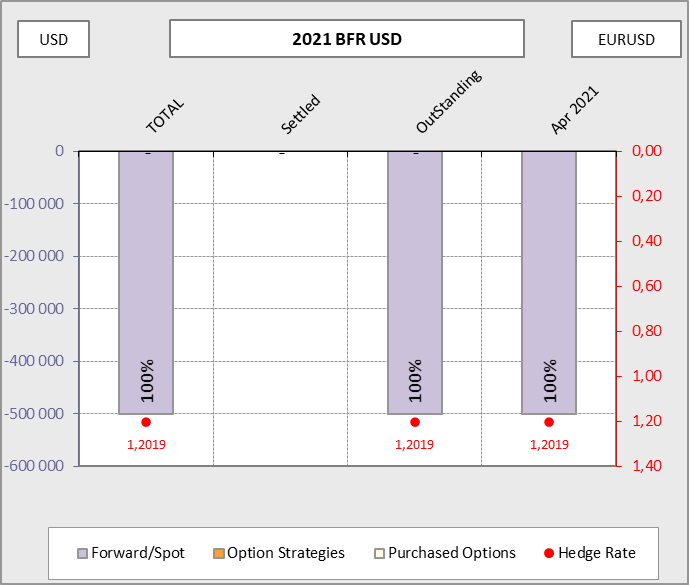 USD
2021 BFR USD
EURUSD
TOTAL
Settled
OutStanding
Apr 2021
0
-100 000
-200 000
-300 000
-400 000
-500 000
-600 000
0,00
0,20
0,40
0,60
0,80
1,00
1,20
1,40
100%
100%
100%
1,2019
1,2019
1,2019
Forward/Spot
Option Strategies
Purchased Options
Hedge Rate